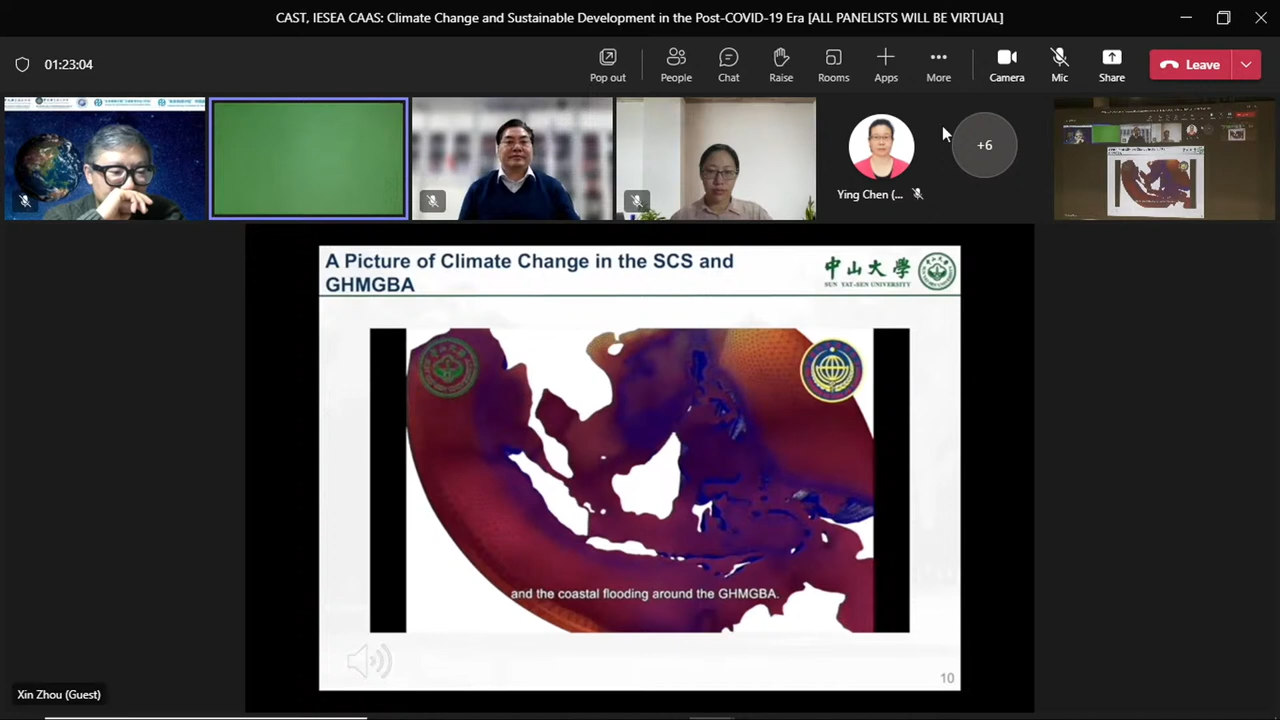 CAST, IESEA CAAS: Climate Change and Sustainable Development in the Post-COVID-19 Era [ALL PANELISTS WILL BE VIRTUAL]
01:23:04
Pop out
People
Chat
Raise
Rooms
Apps
More
Camera
Mic
Share
Leave
+6
Ying Chen (...
A Picture of Climate Change in the SCS and
GHMGBA
中山大學
SUN YAT-SEN UNIVERSITY
and the coastal flooding around the GHMGBA.
10
Xin Zhou (Guest)